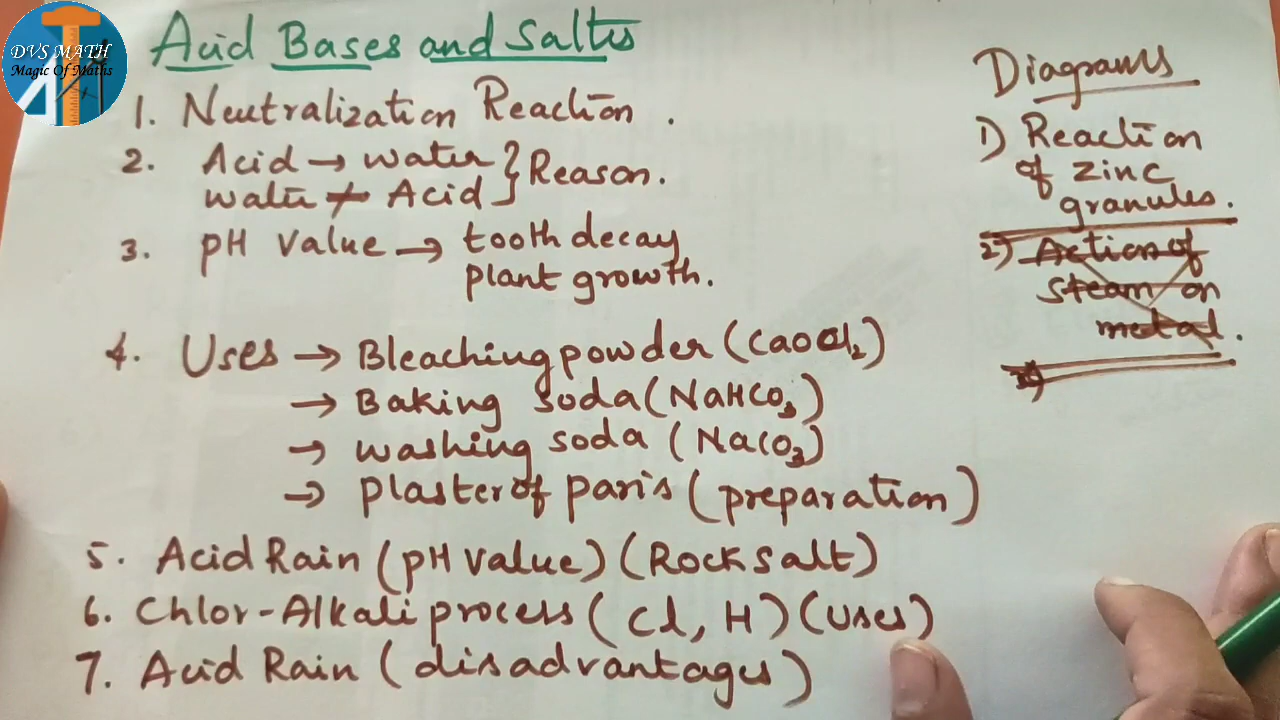 DVS MATH
Magic Of Maths
Acid Bases and Salts
1. Neutralization Reaction.
2. Acid → water } Reason.
water ↛ Acid
3. pH Value → tooth decay
plant growth.
4. Uses → Bleaching powder (CaOCl₂)
→ Baking soda (NaHCO₃)
→ washing soda (NaCO₃)
→ plaster of paris (preparation)
5. Acid Rain (pH value) (Rock salt)
6. Chlor-Alkali process (Cl, H) (uses)
7. Acid Rain (disadvantages)
Diagrams
1) Reaction
of zinc
granules.
2) Action of
steam on
metal.